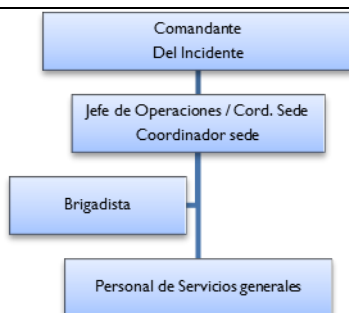 Comandante
Del Incidente
Jefe de Operaciones / Cord. Sede
Coordinador sede
Brigadista
Personal de Servicios generales